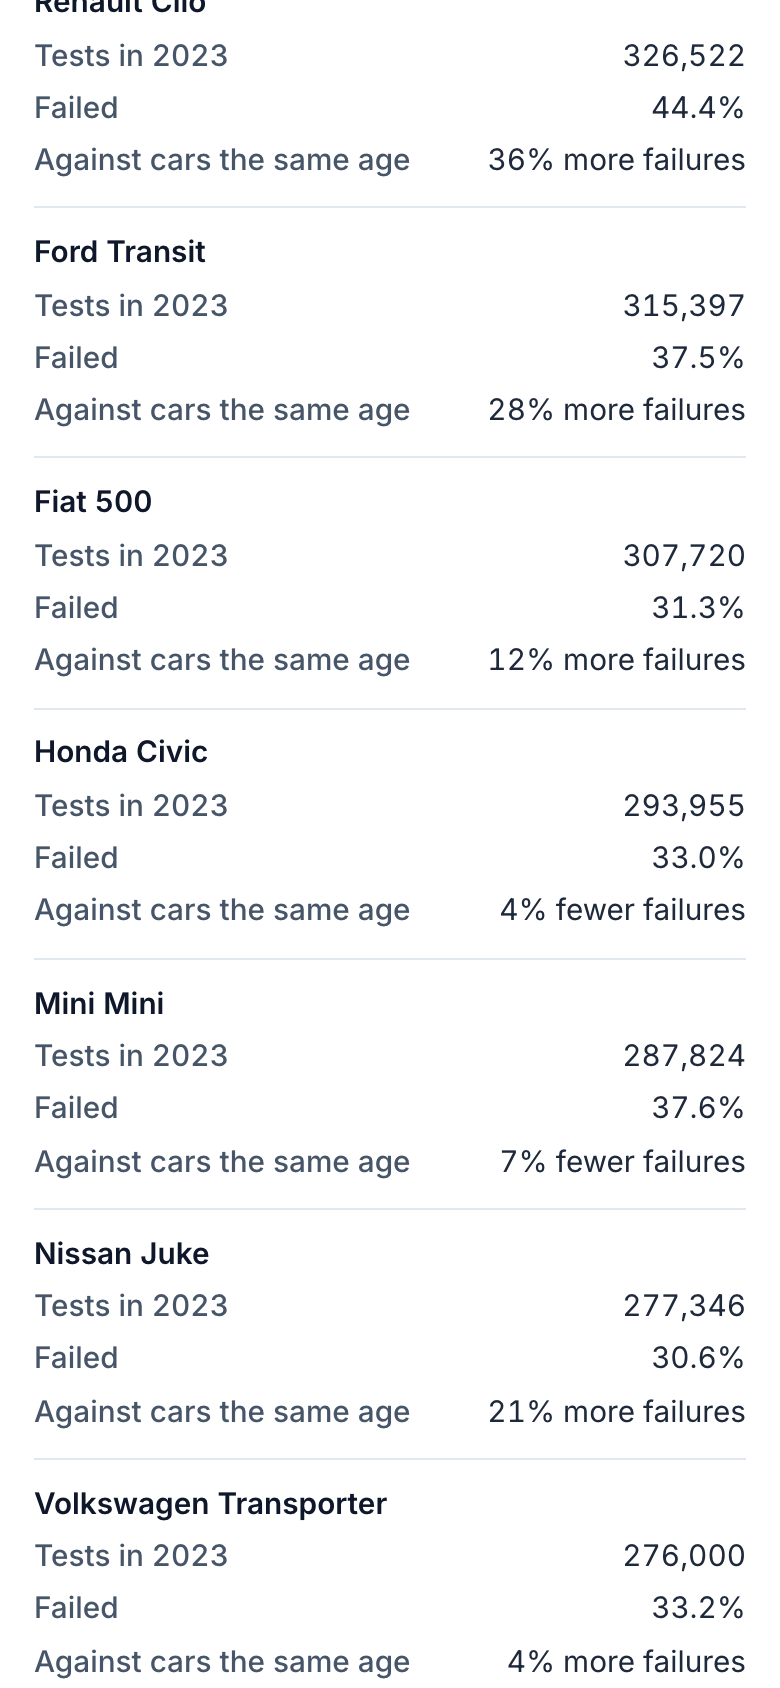 Renault Clio
Tests in 2023 326,522
Failed 44.4%
Against cars the same age 36% more failures
Ford Transit
Tests in 2023 315,397
Failed 37.5%
Against cars the same age 28% more failures
Fiat 500
Tests in 2023 307,720
Failed 31.3%
Against cars the same age 12% more failures
Honda Civic
Tests in 2023 293,955
Failed 33.0%
Against cars the same age 4% fewer failures
Mini Mini
Tests in 2023 287,824
Failed 37.6%
Against cars the same age 7% fewer failures
Nissan Juke
Tests in 2023 277,346
Failed 30.6%
Against cars the same age 21% more failures
Volkswagen Transporter
Tests in 2023 276,000
Failed 33.2%
Against cars the same age 4% more failures